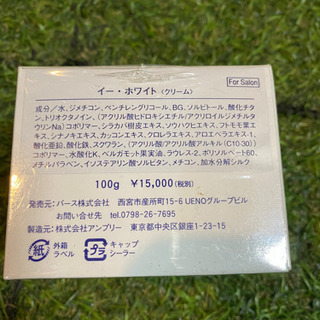 For Salon
イー・ホワイト〈クリーム〉
成分／水、ジメチコン、ペンチレングリコール、BG、ソルビトール、酸化チタ
ン、トリオクタノイン、(アクリル酸ヒドロキシエチル/アクリロイルジメチルタ
ウリンNa)コポリマー、シラカバ樹皮エキス、ソウハクヒエキス、フトモモ葉エキ
ス、シナノキエキス、カッコンエキス、クロレラエキス、アロエベラエキス-1、
酸化亜鉛、酸化鉄、スクワラン、(アクリル酸/アクリル酸アルキル(C10-30))
コポリマー、水酸化K、ベルガモット果実油、ラウレス-2、ポリソルベート60、
メチルパラベン、イソステアリン酸ソルビタン、メチコン、加水分解シルク
100g ¥15,000(税別)
発売元：バース株式会社 西宮市産所町15-6 UENOグループビル
お問い合せ先 tel.0798-26-7695
製造元：株式会社アンプリー 東京都中央区銀座1-23-15
紙 外箱
ラベル
プラ キャップ
シーラー